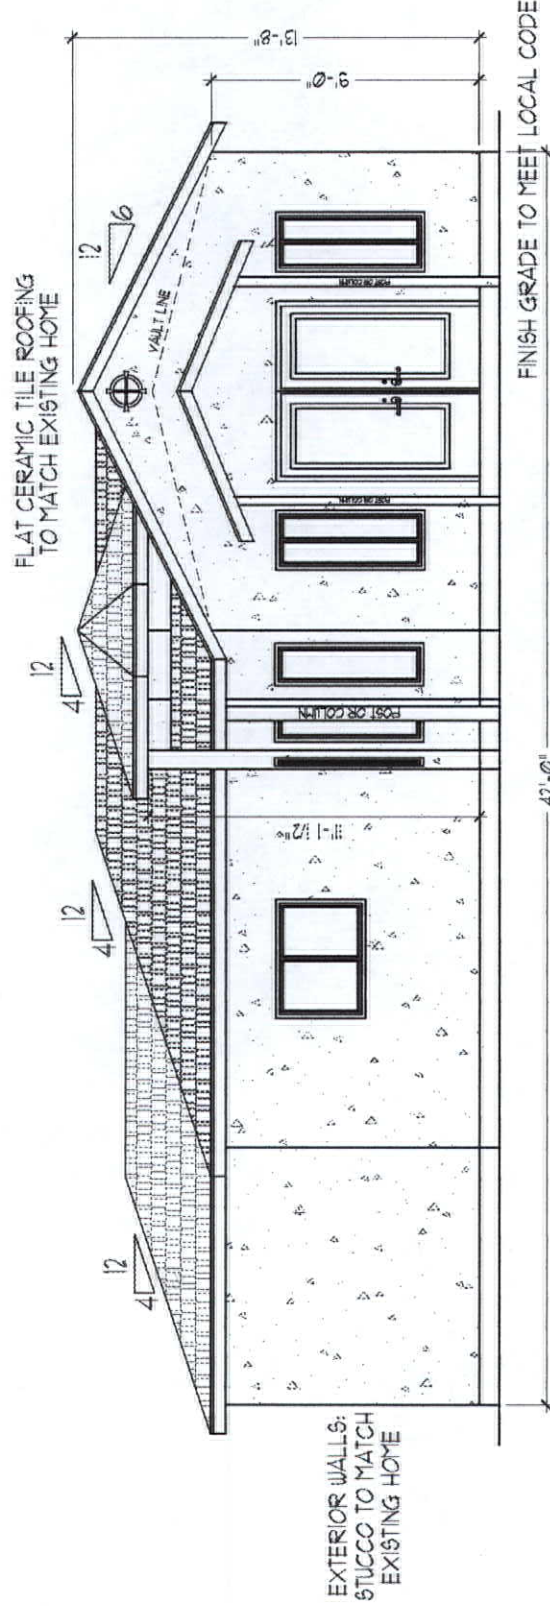 FLAT CERAMIC TILE ROOFING
TO MATCH EXISTING HOME
12
4
12
4
12
4
12
6
13'-8"
9'-0"
VAULT LINE
POST OR COLUMN
POST OR COLUMN
POST OR COLUMN
11'-1 1/2"
EXTERIOR WALLS:
STUCCO TO MATCH
EXISTING HOME
42'-0"
FINISH GRADE TO MEET LOCAL CODE